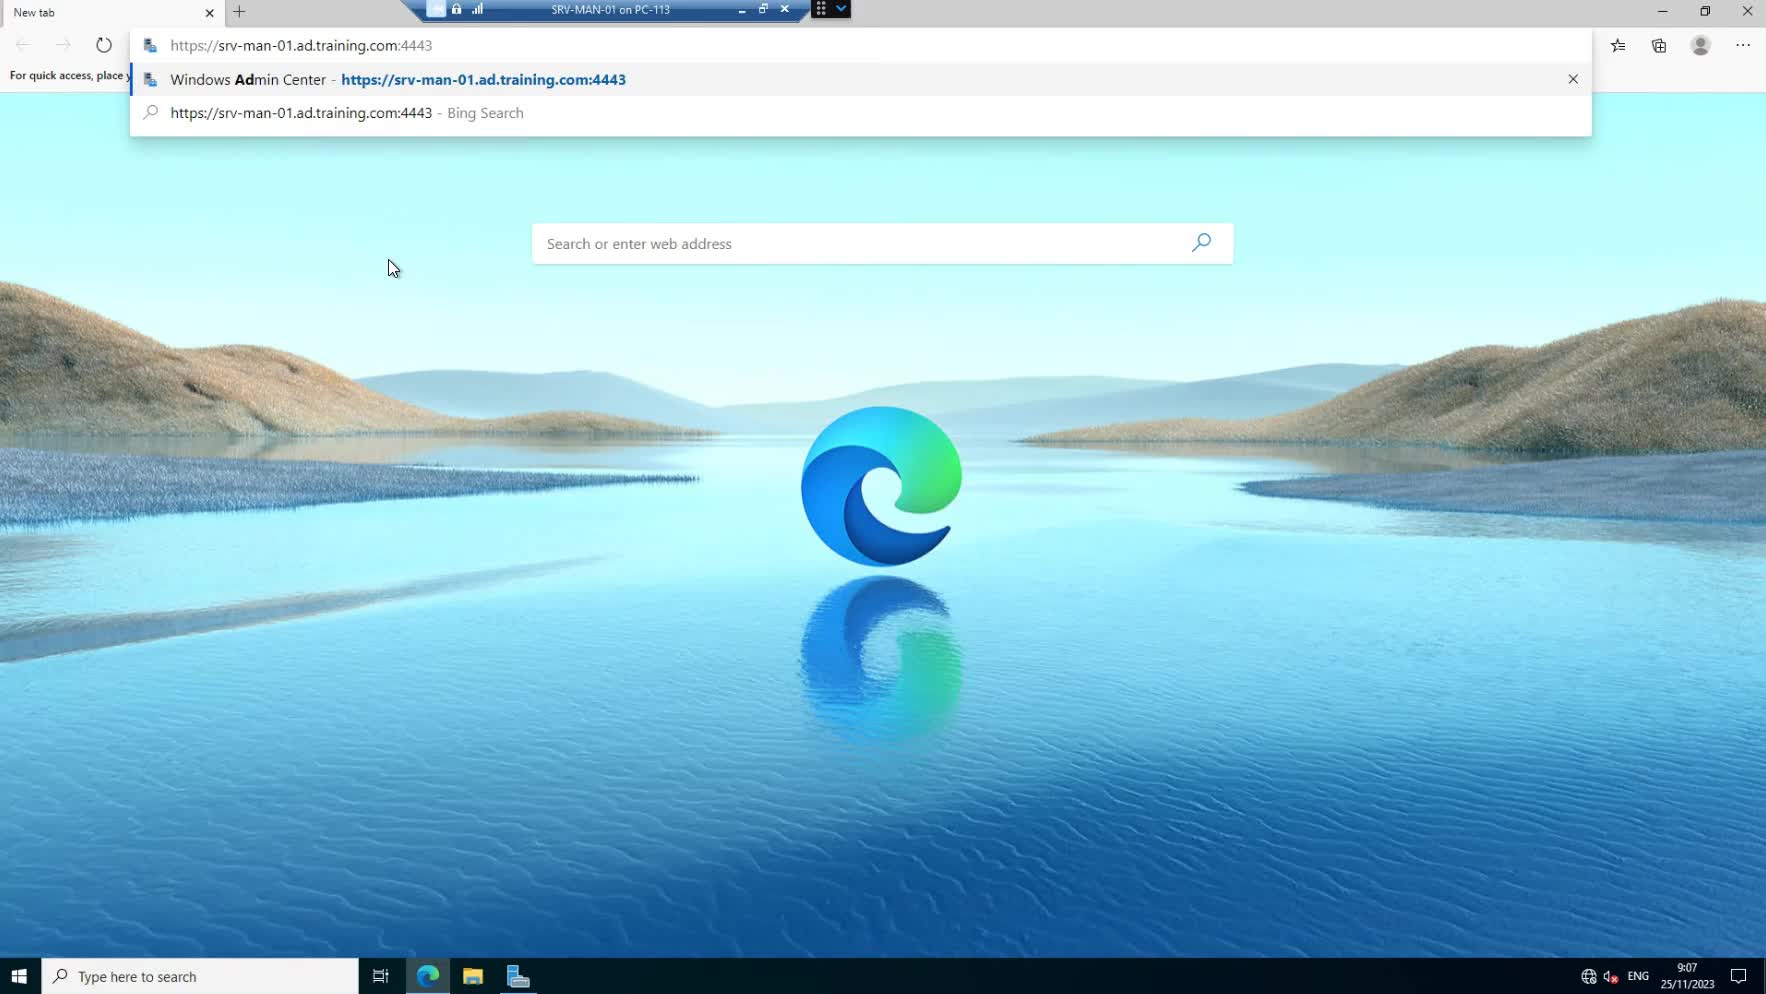 New tab
SRV-MAN-01 on PC-113
https://srv-man-01.ad.training.com:4443
For quick access, place y
Windows Admin Center - https://srv-man-01.ad.training.com:4443
https://srv-man-01.ad.training.com:4443 - Bing Search
Search or enter web address
Type here to search
ENG
9:07
25/11/2023